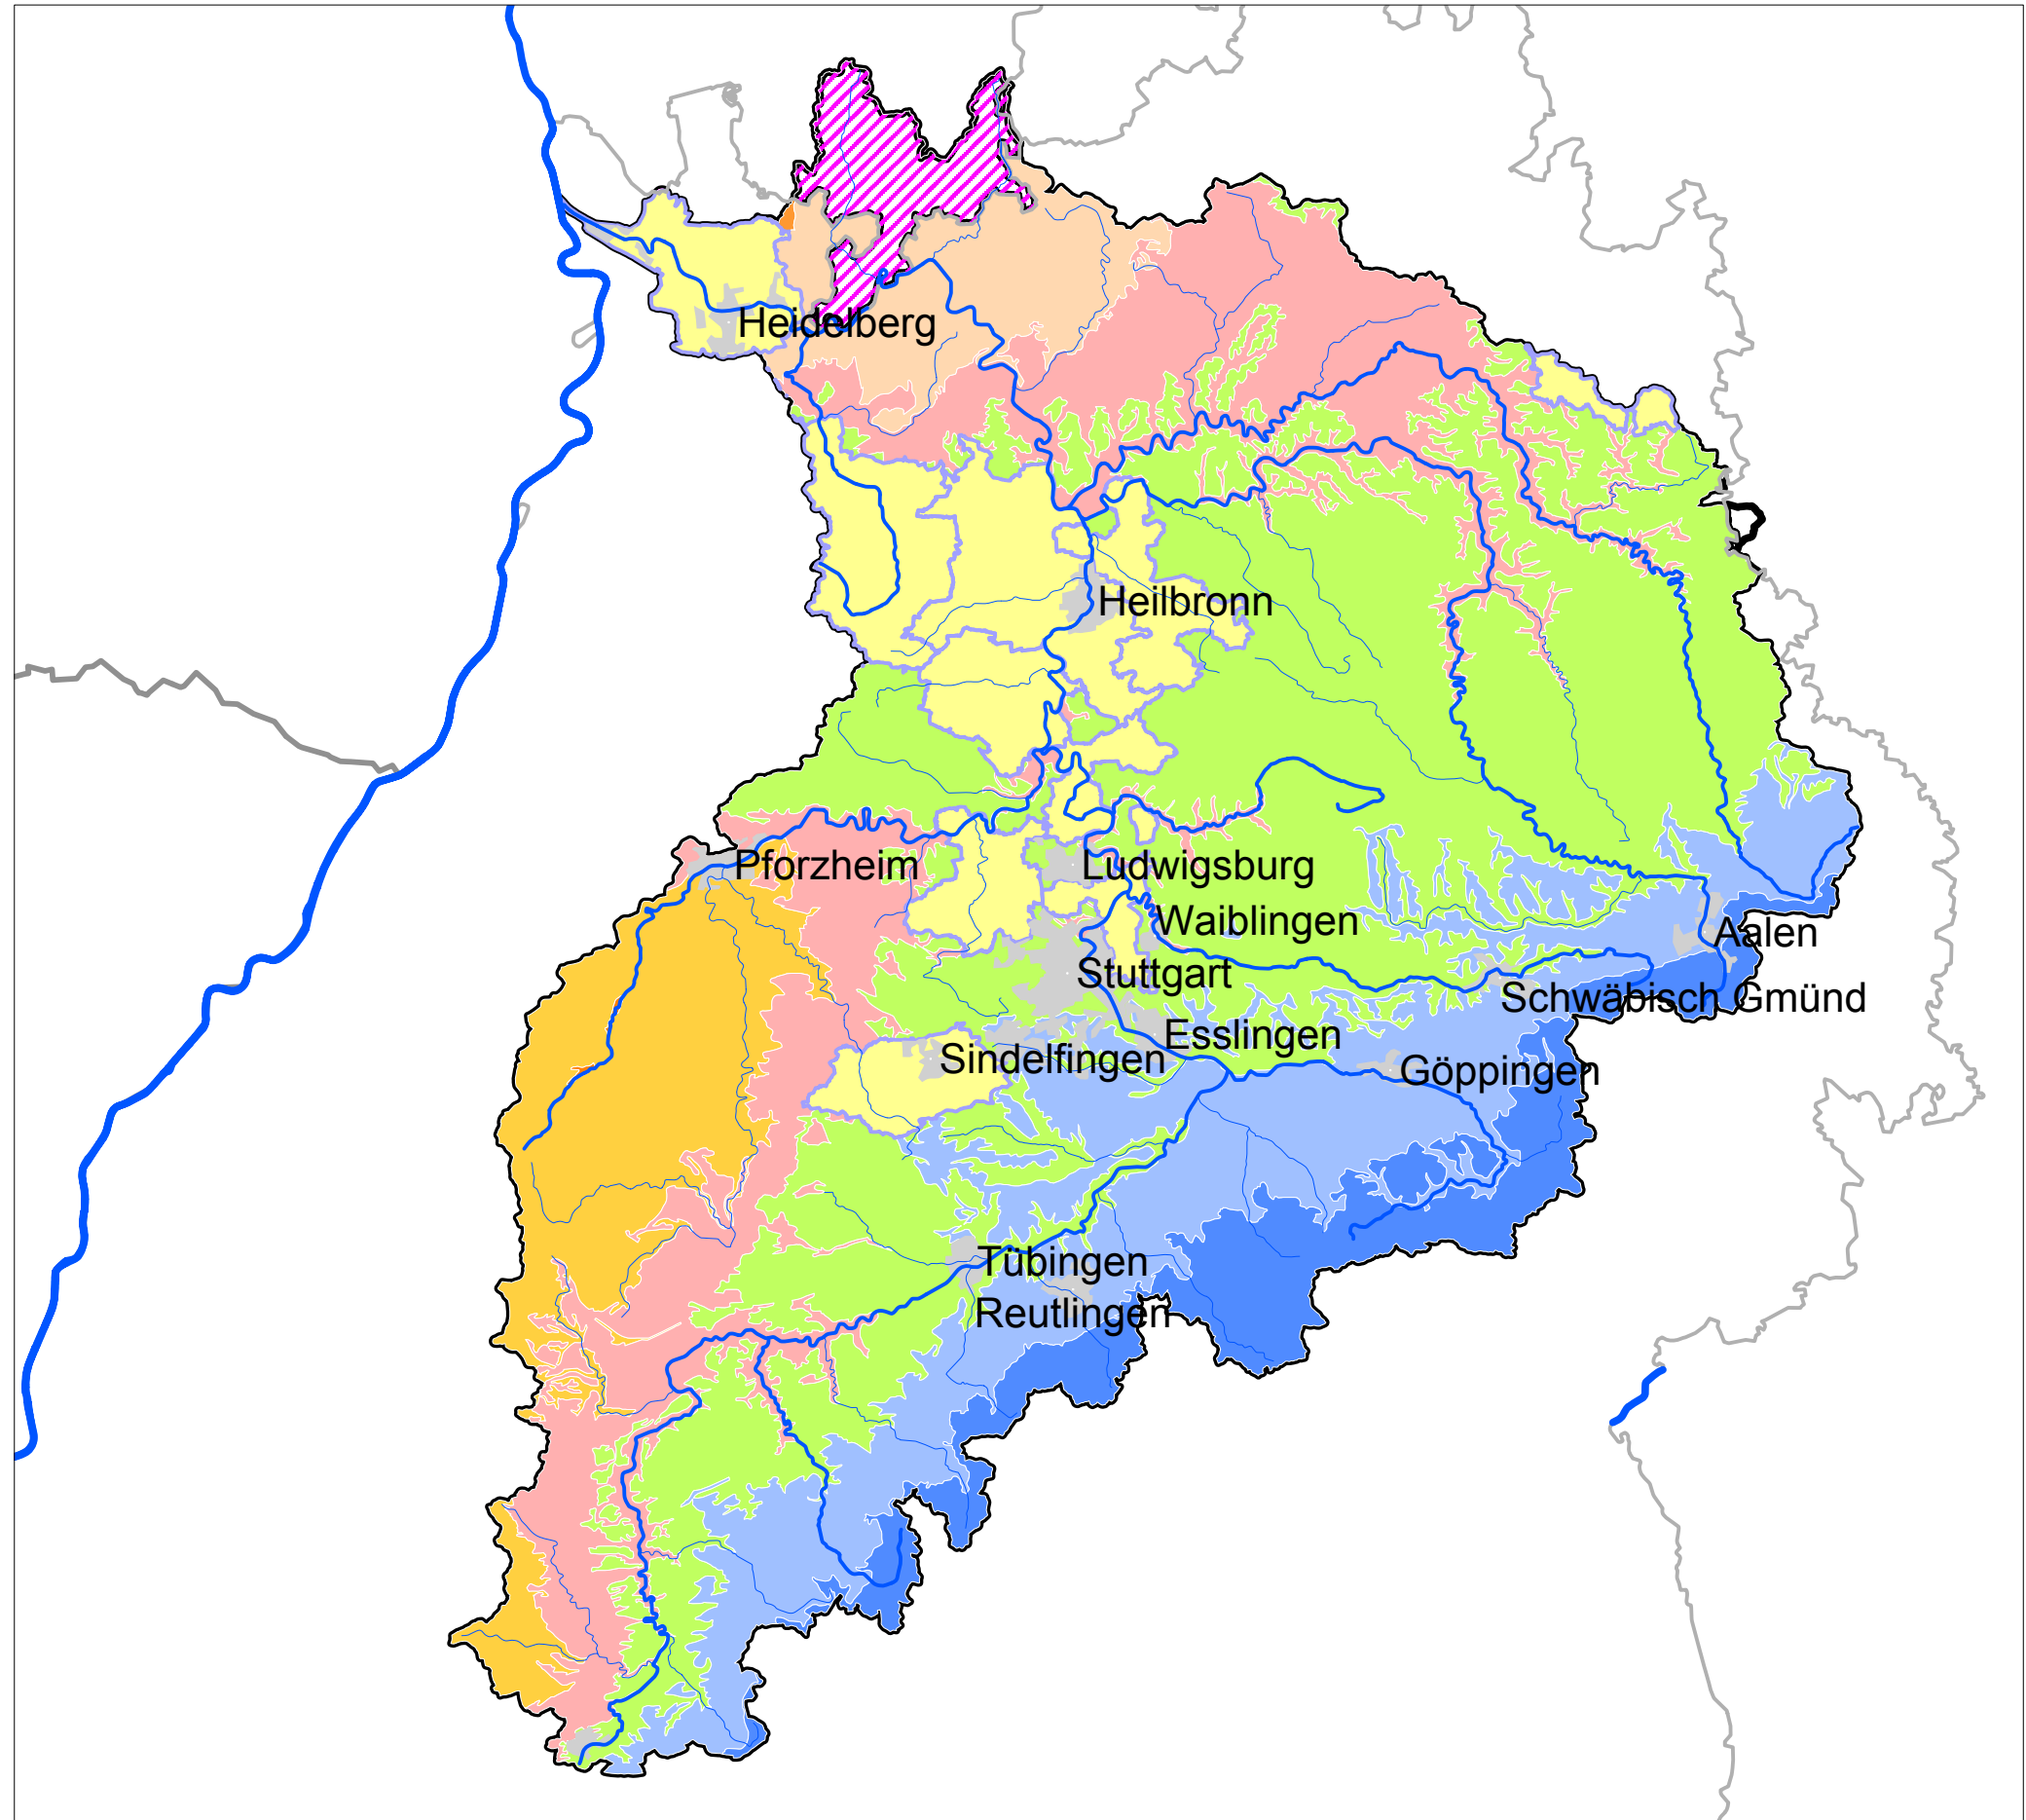 Heidelberg
Heilbronn
Pforzheim
Ludwigsburg
Waiblingen
Aalen
Stuttgart
Schwäbisch Gmünd
Esslingen
Sindelfingen
Göppingen
Tübingen
Reutlingen